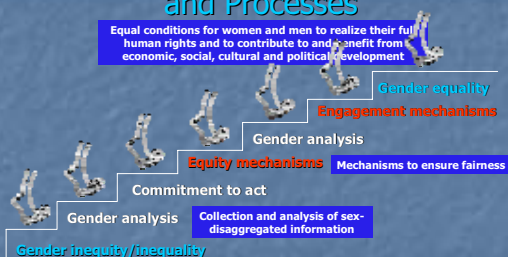 and Processes
Equal conditions for women and men to realize their full
human rights and to contribute to and benefit from
economic, social, cultural and political development
Gender equality
Engagement mechanisms
Gender analysis
Equity mechanisms
Mechanisms to ensure fairness
Commitment to act
Gender analysis
Collection and analysis of sex-
disaggregated information
Gender inequity/inequality